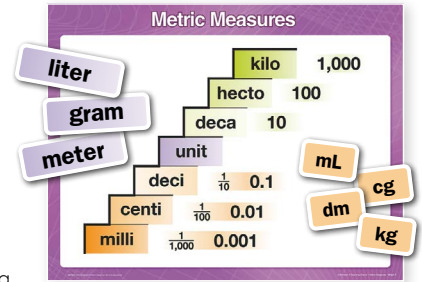 Metric Measures
kilo 1,000
hecto 100
deca 10
unit
deci 1/10 0.1
centi 1/100 0.01
milli 1/1,000 0.001
liter
gram
meter
mL
cg
dm
kg